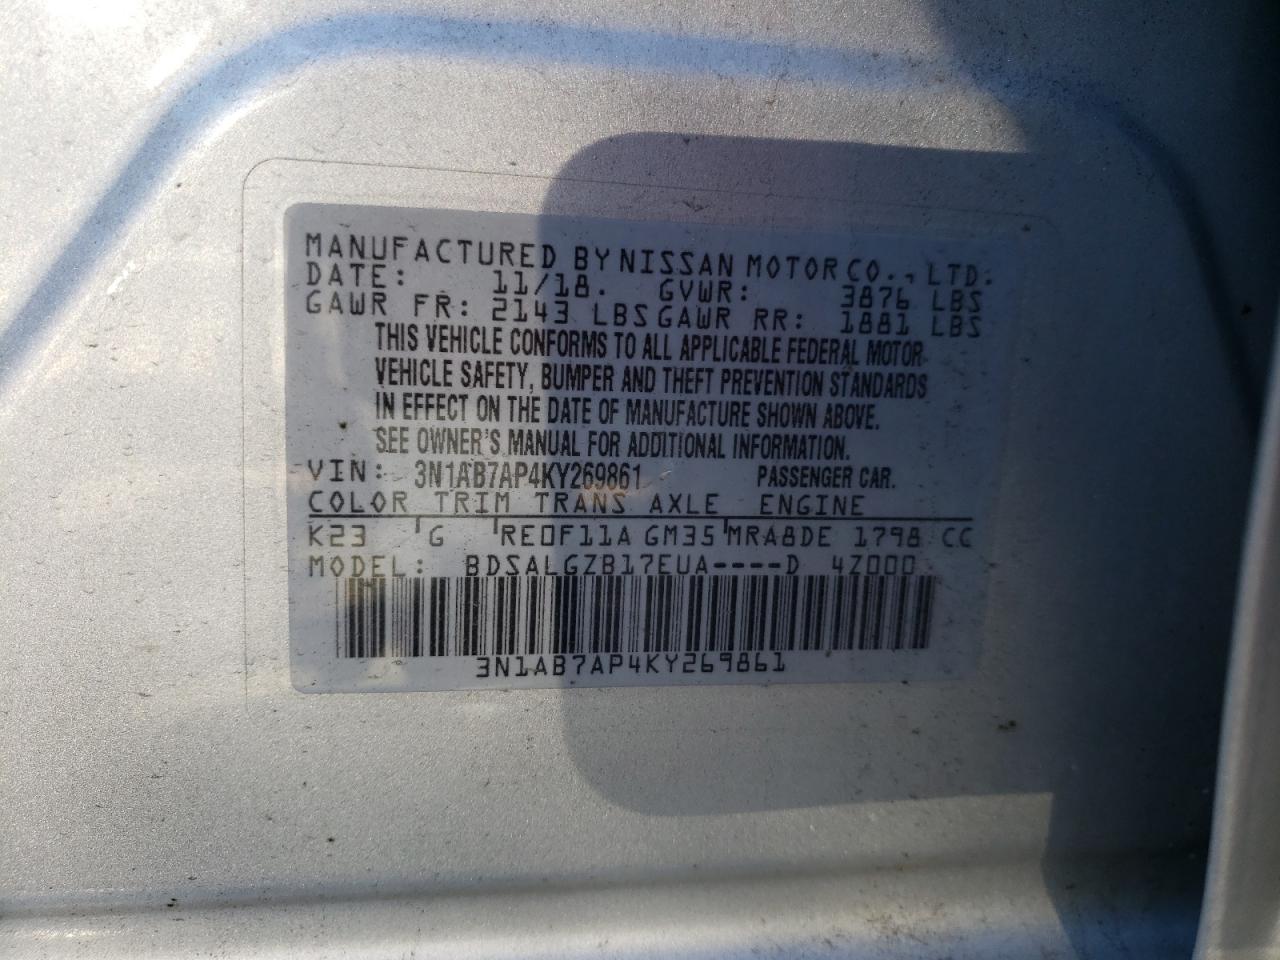 MANUFACTURED BY NISSAN MOTOR CO., LTD.
DATE: 11/18. GVWR: 3876 LBS
GAWR FR: 2143 LBS GAWR RR: 1881 LBS
THIS VEHICLE CONFORMS TO ALL APPLICABLE FEDERAL MOTOR
VEHICLE SAFETY, BUMPER AND THEFT PREVENTION STANDARDS
IN EFFECT ON THE DATE OF MANUFACTURE SHOWN ABOVE.
SEE OWNER'S MANUAL FOR ADDITIONAL INFORMATION.
VIN: 3N1AB7AP4KY269861 PASSENGER CAR.
COLOR TRIM TRANS AXLE ENGINE
K23 G RE0F11A GM35 MRA8DE 1798 CC
MODEL: BDSALGZB17EUA----D 4Z000
3N1AB7AP4KY269861